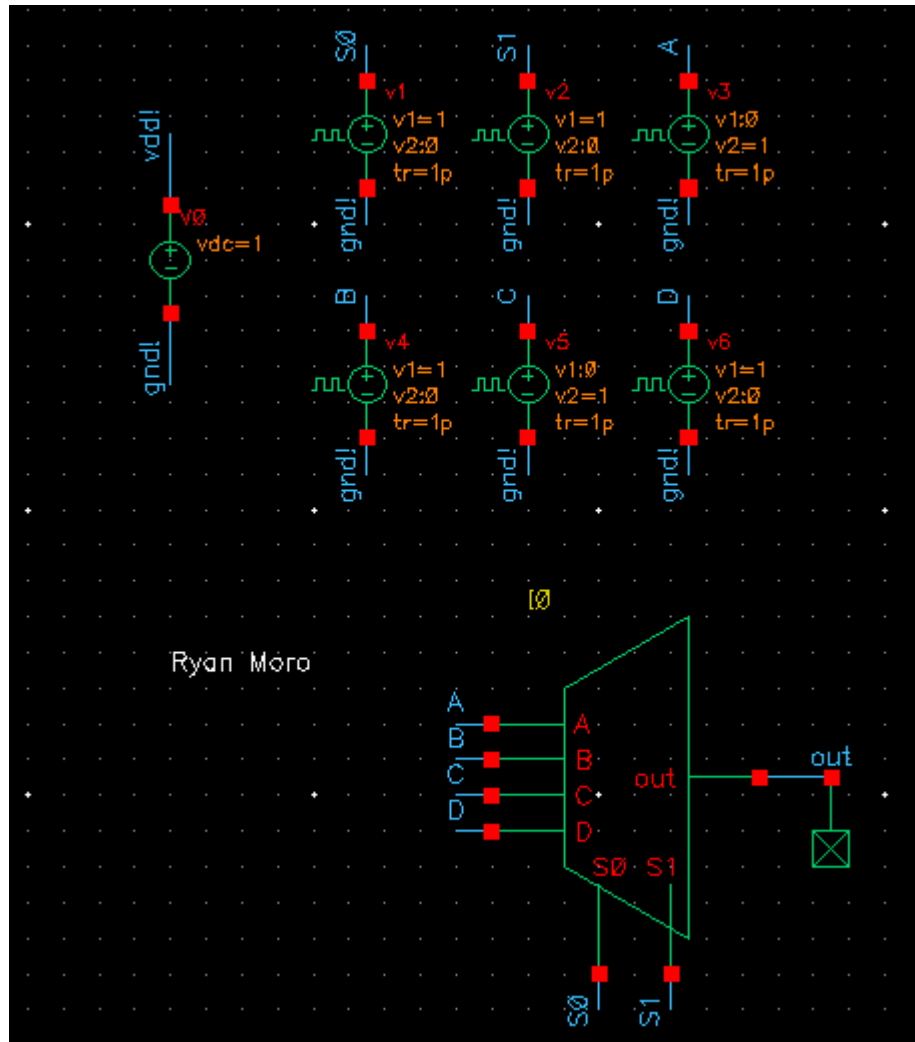 S0
v1
v1=1
v2:0
tr=1p
gnd!
S1
v2
v1=1
v2:0
tr=1p
gnd!
A
v3
v1:0
v2=1
tr=1p
gnd!
vdd!
v0
vdc=1
gnd!
B
v4
v1=1
v2:0
tr=1p
gnd!
C
v5
v1:0
v2=1
tr=1p
gnd!
D
v6
v1=1
v2:0
tr=1p
gnd!
I0
Ryan Moro
A
B
C
D
A
B
C
D
out
out
S0 S1
S0
S1